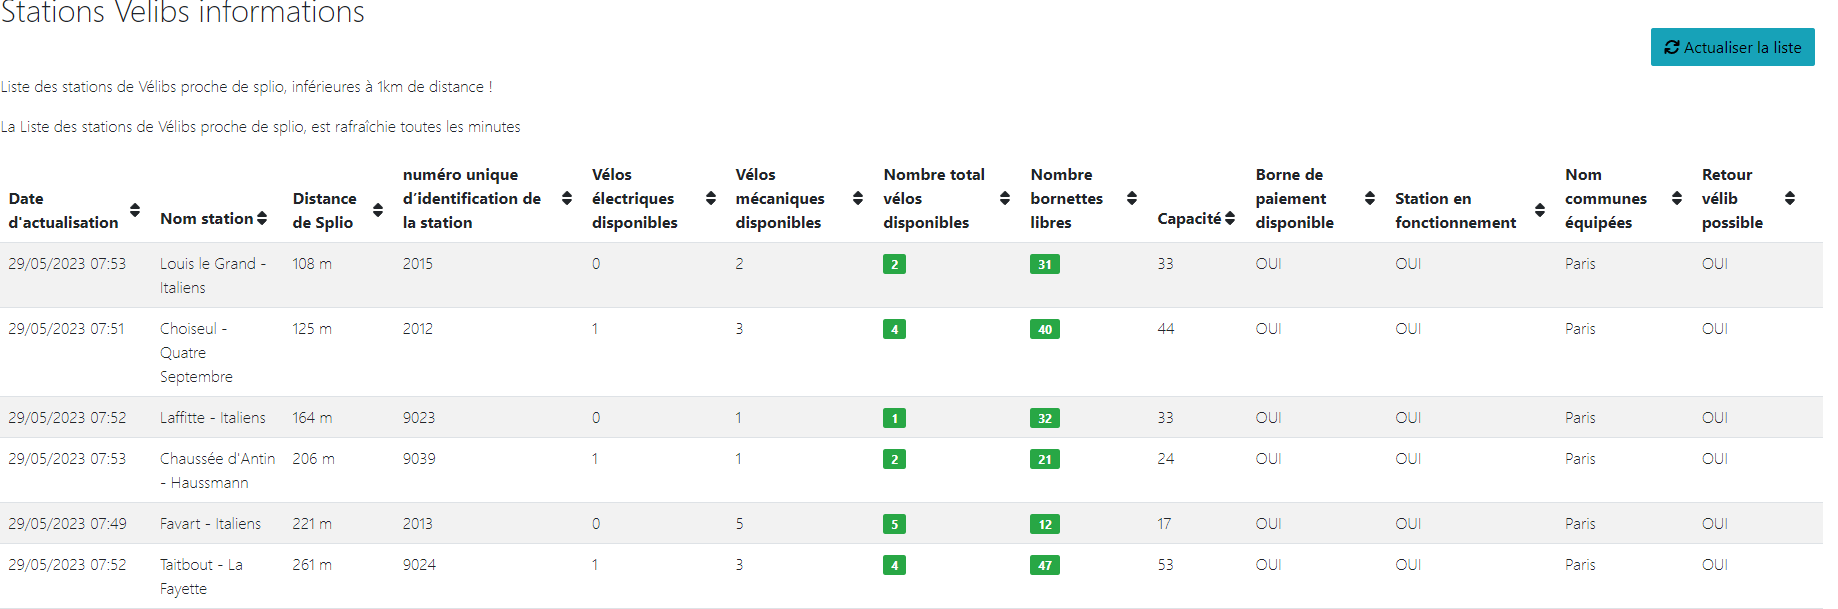 Stations Velibs informations
Actualiser la liste
Liste des stations de Vélibs proche de splio, inférieures à 1km de distance !
La Liste des stations de Vélibs proche de splio, est rafraîchie toutes les minutes
Date d'actualisation Nom station Distance de Splio numéro unique d’identification de la station Vélos électriques disponibles Vélos mécaniques disponibles Nombre total vélos disponibles Nombre bornettes libres Capacité Borne de paiement disponible Station en fonctionnement Nom communes équipées Retour vélib possible
29/05/2023 07:53 Louis le Grand - Italiens 108 m 2015 0 2 2 31 33 OUI OUI Paris OUI
29/05/2023 07:51 Choiseul - Quatre Septembre 125 m 2012 1 3 4 40 44 OUI OUI Paris OUI
29/05/2023 07:52 Laffitte - Italiens 164 m 9023 0 1 1 32 33 OUI OUI Paris OUI
29/05/2023 07:53 Chaussée d'Antin - Haussmann 206 m 9039 1 1 2 21 24 OUI OUI Paris OUI
29/05/2023 07:49 Favart - Italiens 221 m 2013 0 5 5 12 17 OUI OUI Paris OUI
29/05/2023 07:52 Taitbout - La Fayette 261 m 9024 1 3 4 47 53 OUI OUI Paris OUI